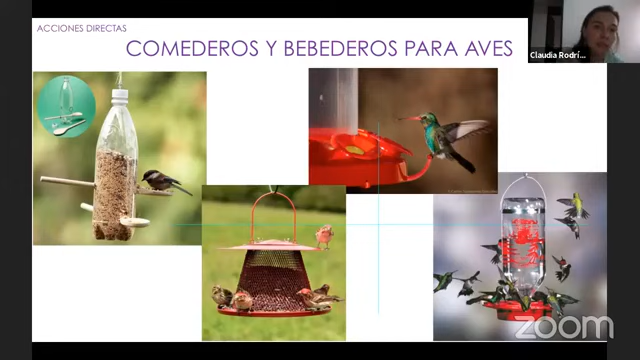 ACCIONES DIRECTAS
COMEDEROS Y BEBEDEROS PARA AVES
Claudia Rodrí...
zoom